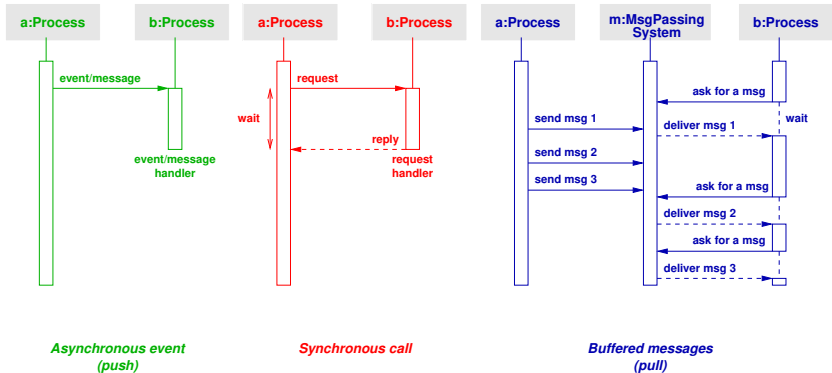 a:Process
b:Process
event/message
event/message
handler
Asynchronous event
(push)
a:Process
b:Process
request
wait
reply
request
handler
Synchronous call
a:Process
m:MsgPassing
System
b:Process
ask for a msg
send msg 1
wait
deliver msg 1
send msg 2
send msg 3
ask for a msg
deliver msg 2
ask for a msg
deliver msg 3
Buffered messages
(pull)